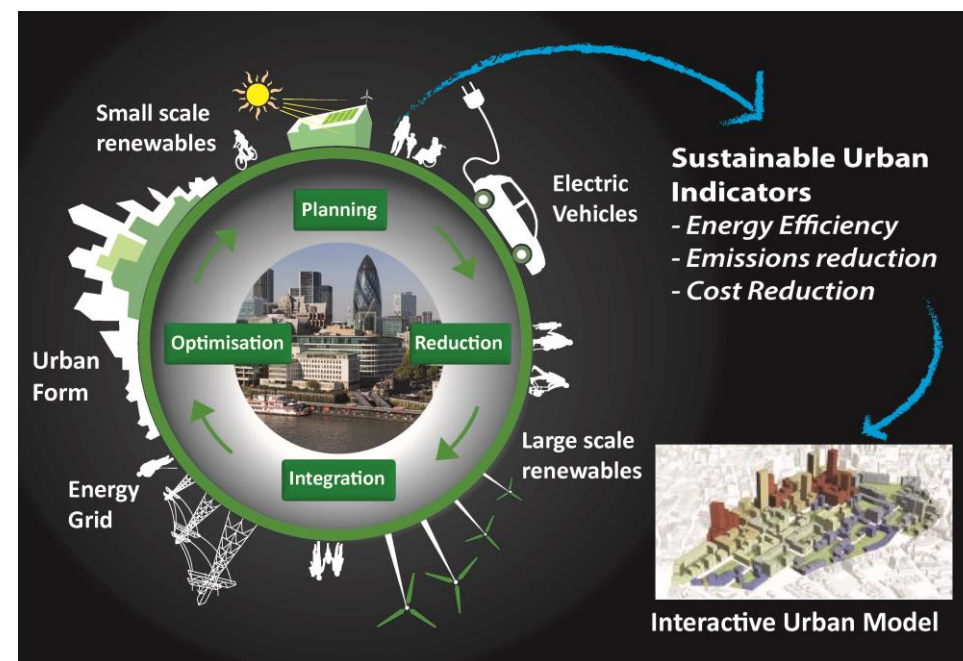 Small scale
renewables
Planning
Electric
Vehicles
Sustainable Urban
Indicators
- Energy Efficiency
- Emissions reduction
- Cost Reduction
Optimisation
Reduction
Urban
Form
Large scale
renewables
Integration
Energy
Grid
Interactive Urban Model